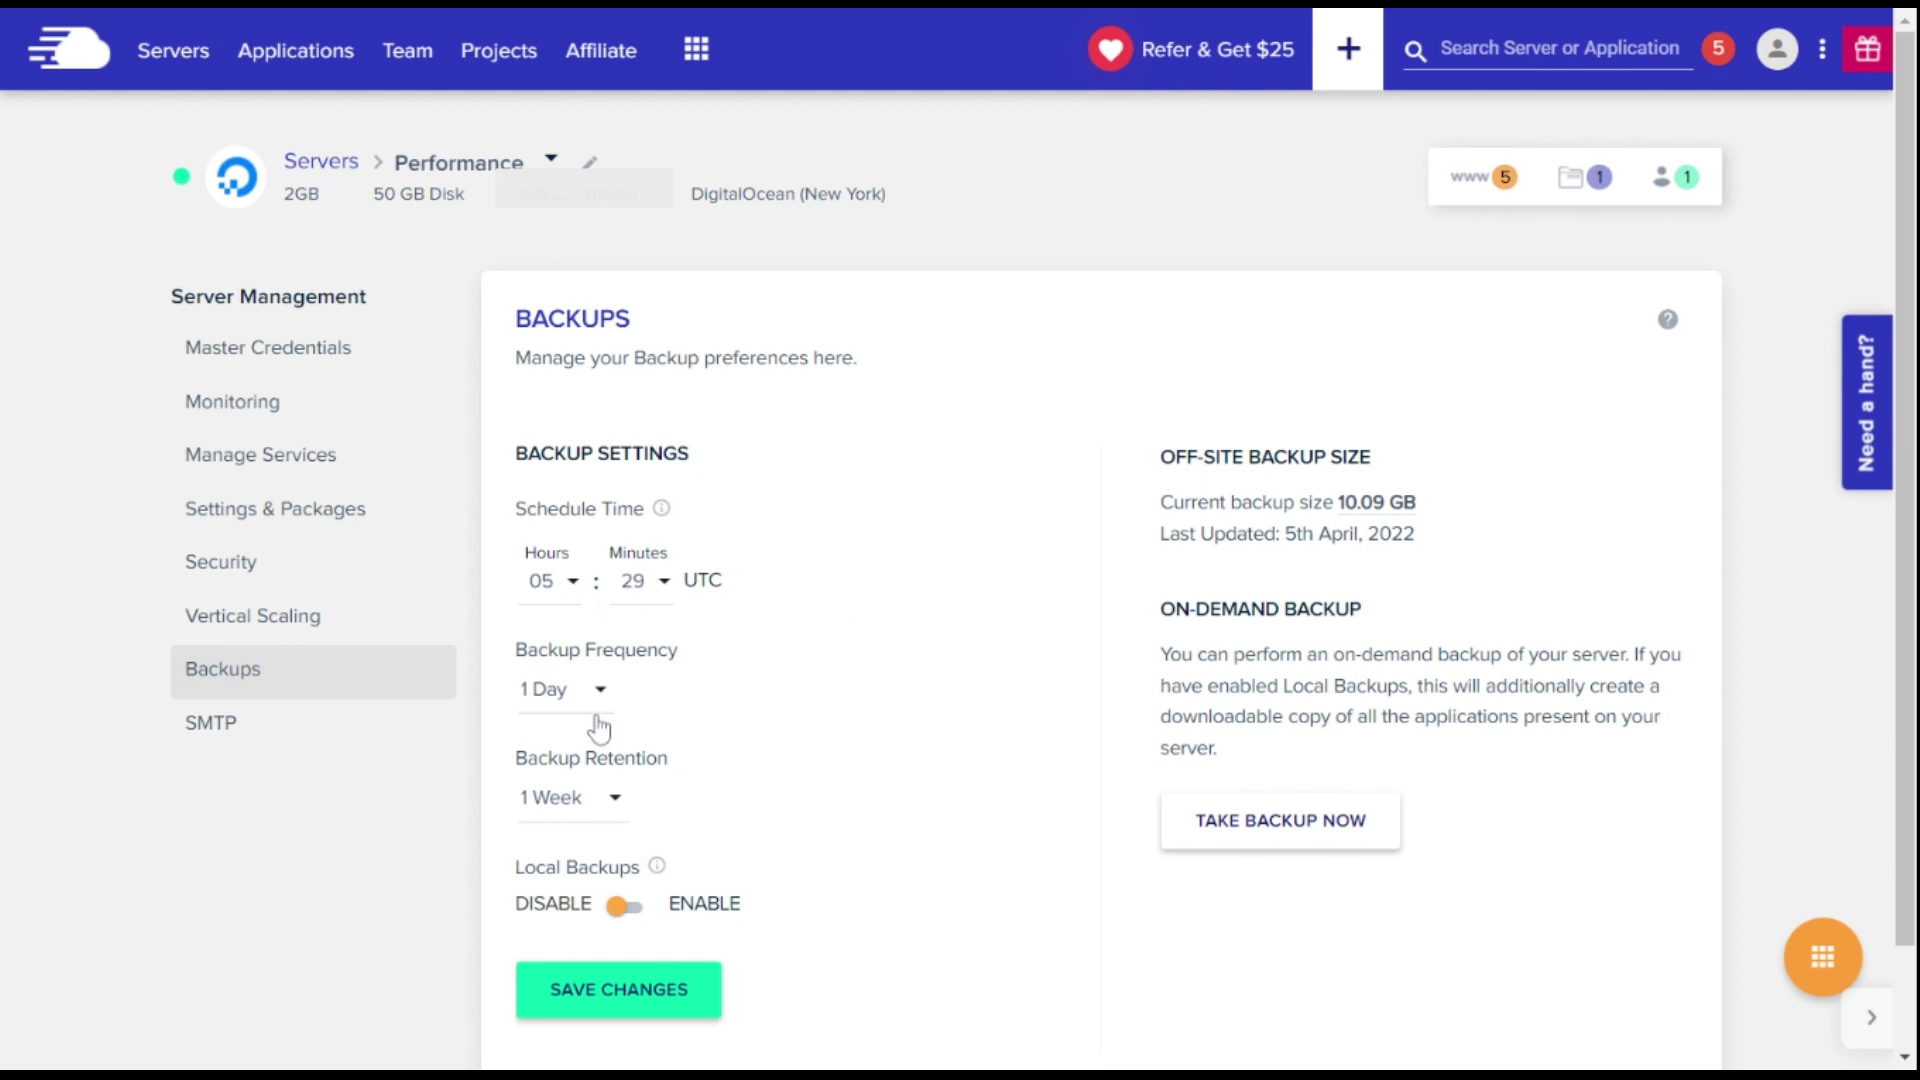 Servers Applications Team Projects Affiliate Refer & Get $25 + Search Server or Application 5
Servers > Performance
2GB 50 GB Disk DigitalOcean (New York)
www 5 1 1
Server Management
Master Credentials
Monitoring
Manage Services
Settings & Packages
Security
Vertical Scaling
Backups
SMTP
BACKUPS
Manage your Backup preferences here.
BACKUP SETTINGS
Schedule Time
Hours Minutes
05 : 29 UTC
Backup Frequency
1 Day
Backup Retention
1 Week
Local Backups
DISABLE ENABLE
SAVE CHANGES
OFF-SITE BACKUP SIZE
Current backup size 10.09 GB
Last Updated: 5th April, 2022
ON-DEMAND BACKUP
You can perform an on-demand backup of your server. If you
have enabled Local Backups, this will additionally create a
downloadable copy of all the applications present on your
server.
TAKE BACKUP NOW
Need a hand?